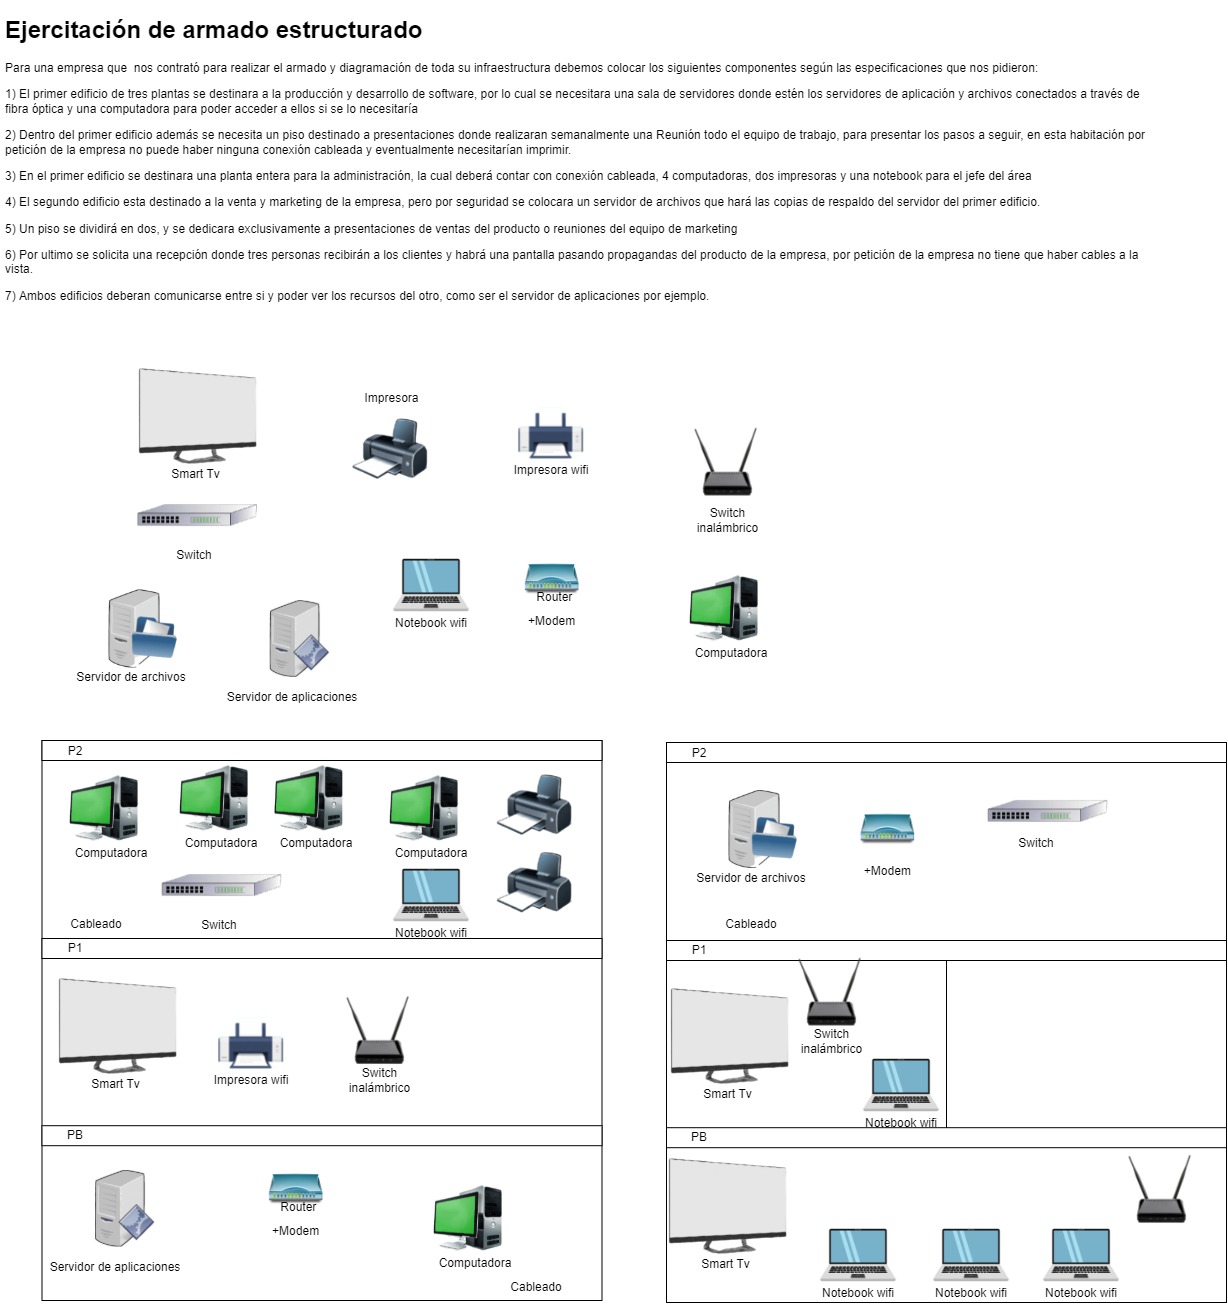 Ejercitación de armado estructurado
Para una empresa que  nos contrató para realizar el armado y diagramación de toda su infraestructura debemos colocar los siguientes componentes según las especificaciones que nos pidieron:
1) El primer edificio de tres plantas se destinara a la producción y desarrollo de software, por lo cual se necesitara una sala de servidores donde estén los servidores de aplicación y archivos conectados a través de
fibra óptica y una computadora para poder acceder a ellos si se lo necesitaría
2) Dentro del primer edificio además se necesita un piso destinado a presentaciones donde realizaran semanalmente una Reunión todo el equipo de trabajo, para presentar los pasos a seguir, en esta habitación por
petición de la empresa no puede haber ninguna conexión cableada y eventualmente necesitarían imprimir.
3) En el primer edificio se destinara una planta entera para la administración, la cual deberá contar con conexión cableada, 4 computadoras, dos impresoras y una notebook para el jefe del área
4) El segundo edificio esta destinado a la venta y marketing de la empresa, pero por seguridad se colocara un servidor de archivos que hará las copias de respaldo del servidor del primer edificio.
5) Un piso se dividirá en dos, y se dedicara exclusivamente a presentaciones de ventas del producto o reuniones del equipo de marketing
6) Por ultimo se solicita una recepción donde tres personas recibirán a los clientes y habrá una pantalla pasando propagandas del producto de la empresa, por petición de la empresa no tiene que haber cables a la
vista.
7) Ambos edificios deberan comunicarse entre si y poder ver los recursos del otro, como ser el servidor de aplicaciones por ejemplo.
Impresora
Smart Tv
Impresora wifi
Switch
inalámbrico
Switch
Notebook wifi
Router
+Modem
Computadora
Servidor de archivos
Servidor de aplicaciones
P2
Computadora
Computadora
Computadora
Computadora
Cableado
Switch
Notebook wifi
P1
Smart Tv
Impresora wifi
Switch
inalámbrico
PB
Servidor de aplicaciones
Router
+Modem
Computadora
Cableado
P2
Servidor de archivos
+Modem
Switch
Cableado
P1
Switch
inalámbrico
Smart Tv
Notebook wifi
PB
Smart Tv
Notebook wifi
Notebook wifi
Notebook wifi